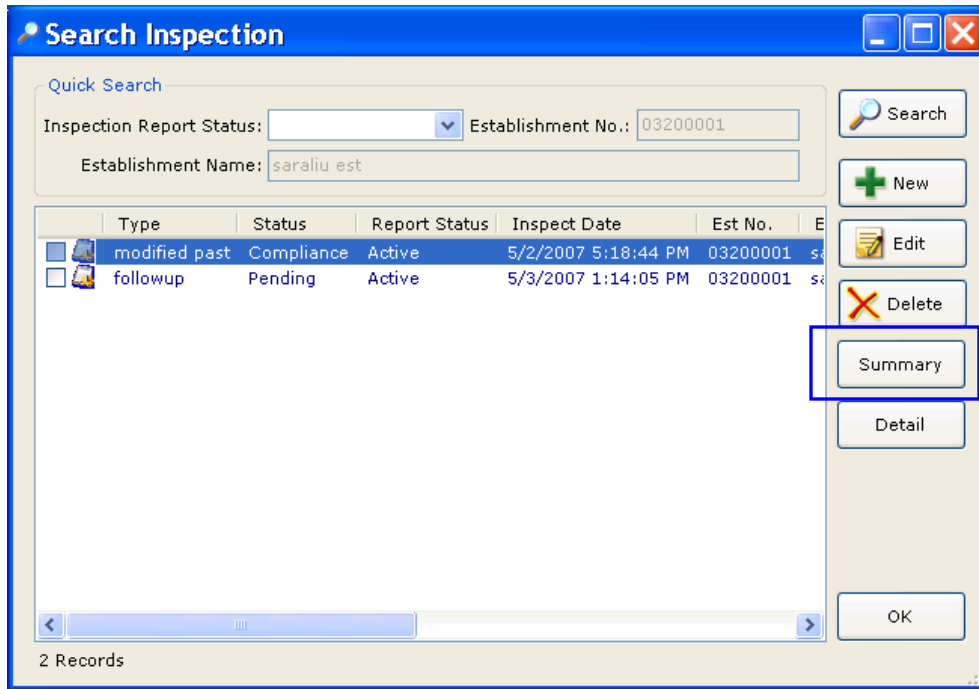 Search Inspection
Quick Search
Inspection Report Status: Establishment No.: 03200001
Establishment Name: saraliu est
Search
New
Edit
Delete
Summary
Detail
OK
Type Status Report Status Inspect Date Est No. E
modified past Compliance Active 5/2/2007 5:18:44 PM 03200001 sa
followup Pending Active 5/3/2007 1:14:05 PM 03200001 sa
2 Records